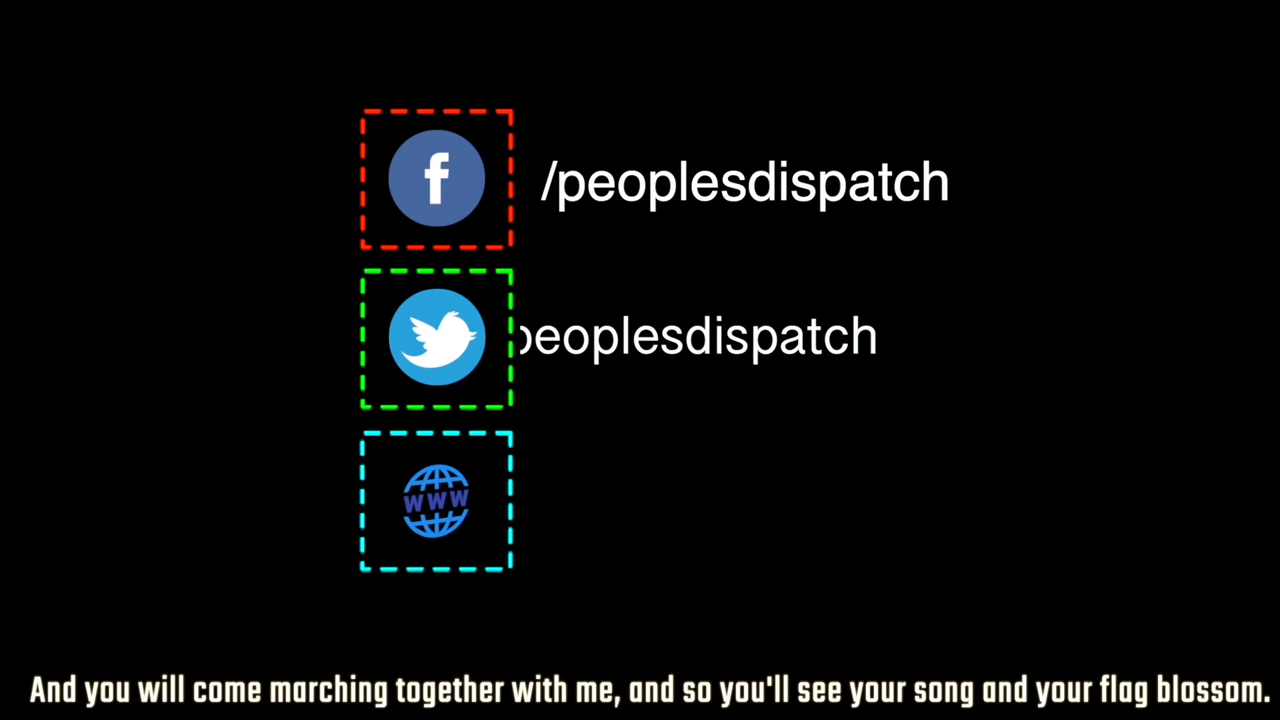 f
/peoplesdispatch
peoplesdispatch
WWW
And you will come marching together with me, and so you'll see your song and your flag blossom.